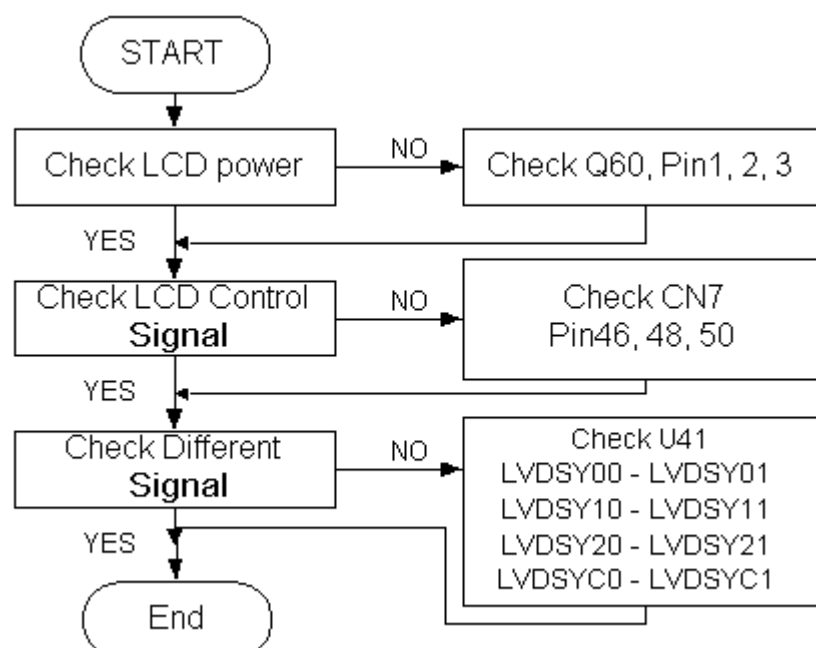 START
Check LCD power
NO
Check Q60, Pin1, 2, 3
YES
Check LCD Control
Signal
NO
Check CN7
Pin46, 48, 50
YES
Check Different
Signal
NO
Check U41
LVDSY00 - LVDSY01
LVDSY10 - LVDSY11
LVDSY20 - LVDSY21
LVDSYC0 - LVDSYC1
YES
End